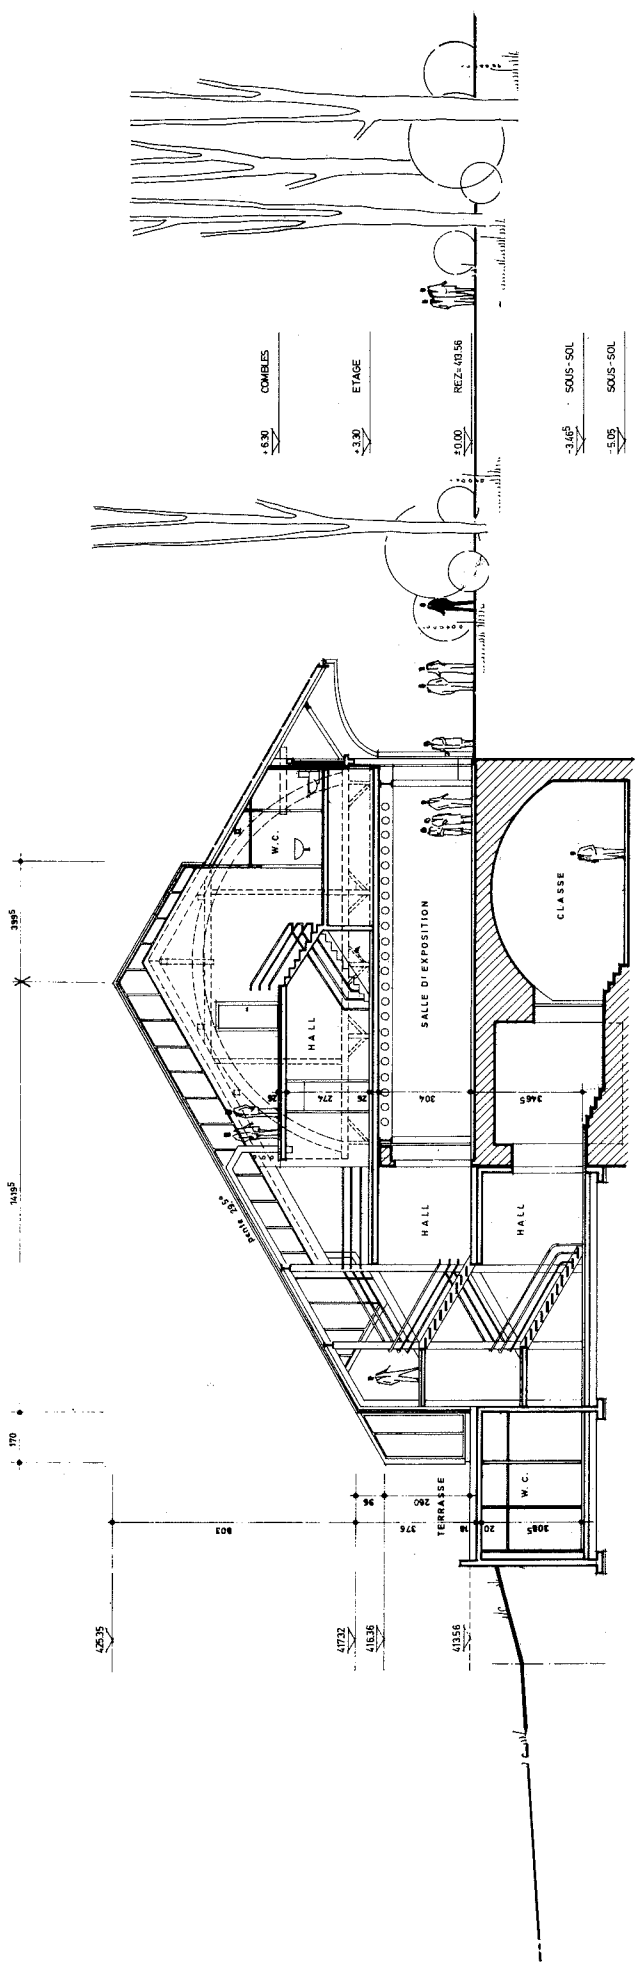 +6.30 COMBLES
+3.30 ETAGE
±0.00 REZ=413.56
-3.46⁵ SOUS-SOL
-5.05 SOUS-SOL
399⁵
1419⁵
170
W.C.
HALL
SALLE D'EXPOSITION
CLASSE
26
274
26
304
346⁵
pente 29,5°
HALL
HALL
TERRASSE
W.C.
803
96
376
260
18
20
308⁵
425.35
417.32
416.36
413.56